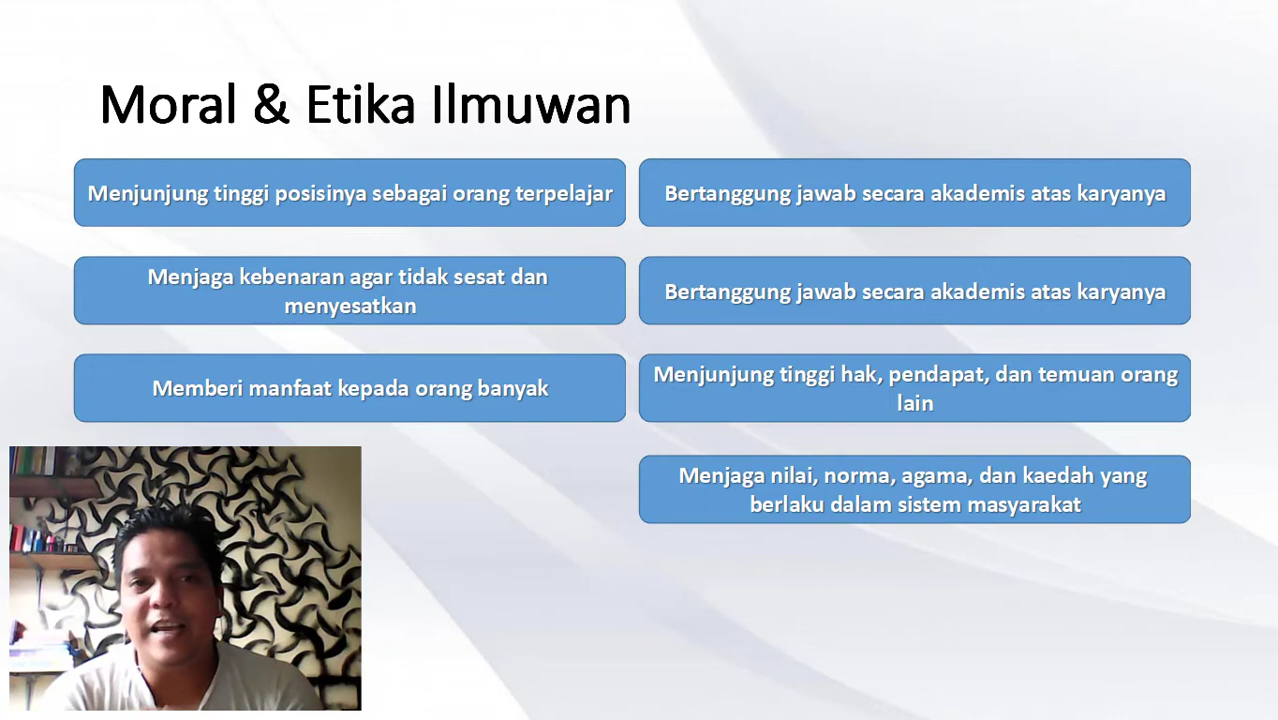 Moral & Etika Ilmuwan
Menjunjung tinggi posisinya sebagai orang terpelajar
Bertanggung jawab secara akademis atas karyanya
Menjaga kebenaran agar tidak sesat dan
menyesatkan
Bertanggung jawab secara akademis atas karyanya
Memberi manfaat kepada orang banyak
Menjunjung tinggi hak, pendapat, dan temuan orang
lain
Menjaga nilai, norma, agama, dan kaedah yang
berlaku dalam sistem masyarakat